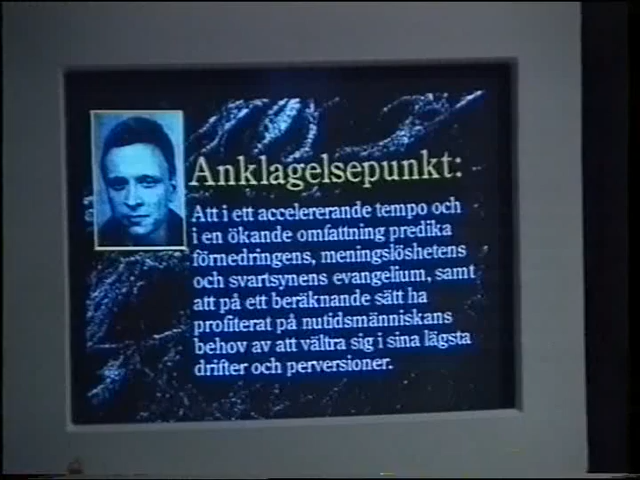 Anklagelsepunkt:
Att i ett accelererande tempo och
i en ökande omfattning predika
förnedringens, meningslöshetens
och svartsynens evangelium, samt
att på ett beräknande sätt ha
profiterat på nutidsmänniskans
behov av att vältra sig i sina lägsta
drifter och perversioner.